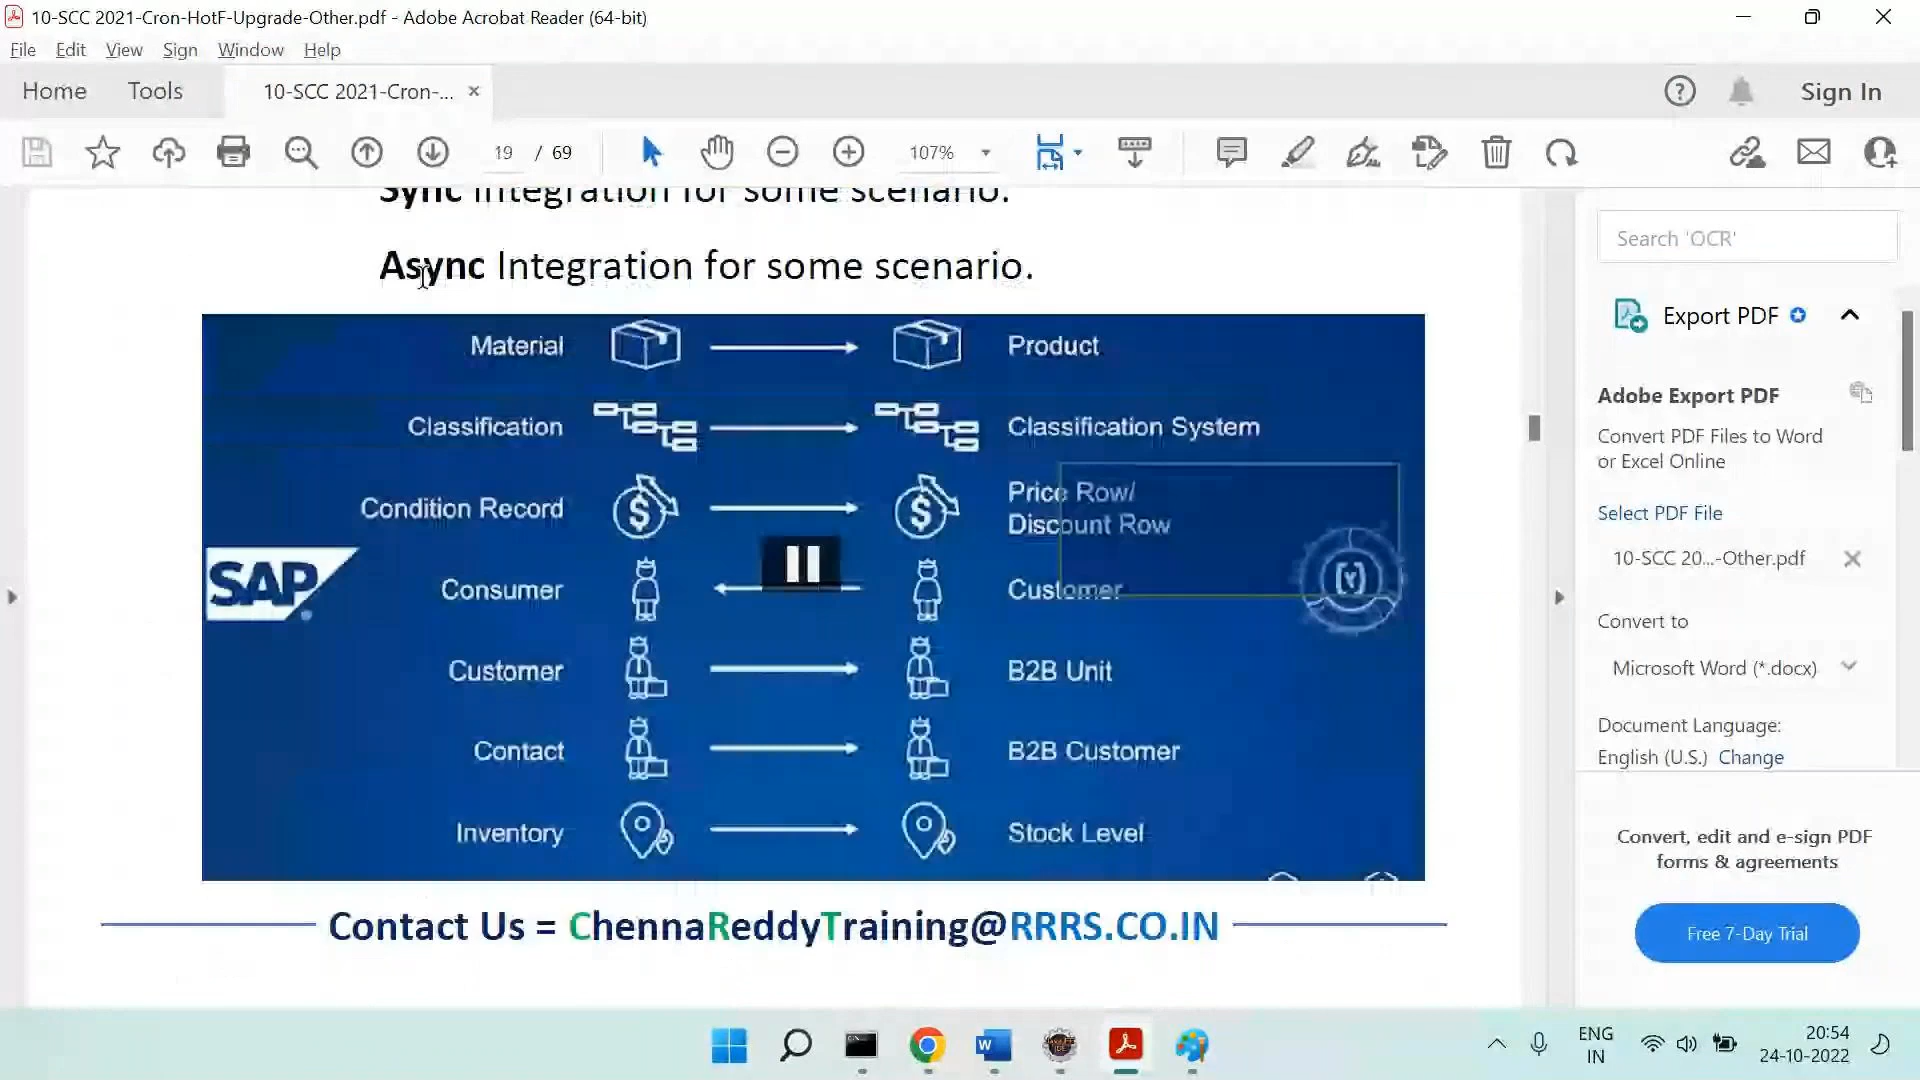 10-SCC 2021-Cron-HotF-Upgrade-Other.pdf - Adobe Acrobat Reader (64-bit)
File Edit View Sign Window Help
Home Tools 10-SCC 2021-Cron-... Sign In
19 / 69 107%
Sync Integration for some scenario.
Async Integration for some scenario.
Material Product
Classification Classification System
Condition Record Price Row/
Discount Row
SAP
Consumer Customer
Customer B2B Unit
Contact B2B Customer
Inventory Stock Level
Contact Us = ChennaReddyTraining@RRRS.CO.IN
Search 'OCR'
Export PDF
Adobe Export PDF
Convert PDF Files to Word
or Excel Online
Select PDF File
10-SCC 20...-Other.pdf
Convert to
Microsoft Word (*.docx)
Document Language:
English (U.S.) Change
Convert, edit and e-sign PDF
forms & agreements
Free 7-Day Trial
ENG
IN
20:54
24-10-2022